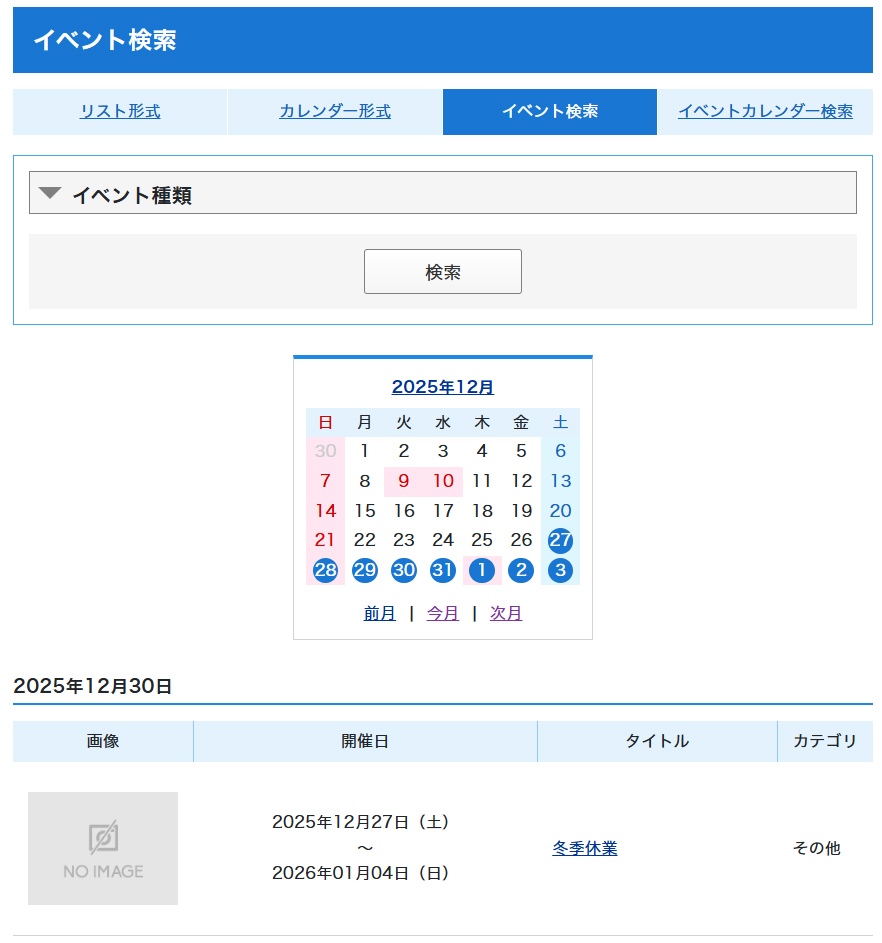 イベント検索
リスト形式 カレンダー形式 イベント検索 イベントカレンダー検索
イベント種類
検索
2025年12月
日 月 火 水 木 金 土
30 1 2 3 4 5 6
7 8 9 10 11 12 13
14 15 16 17 18 19 20
21 22 23 24 25 26 27
28 29 30 31 1 2 3
前月 | 今月 | 次月
2025年12月30日
画像 開催日 タイトル カテゴリ
2025年12月27日（土）
～
NO IMAGE 冬季休業 その他
2026年01月04日（日）